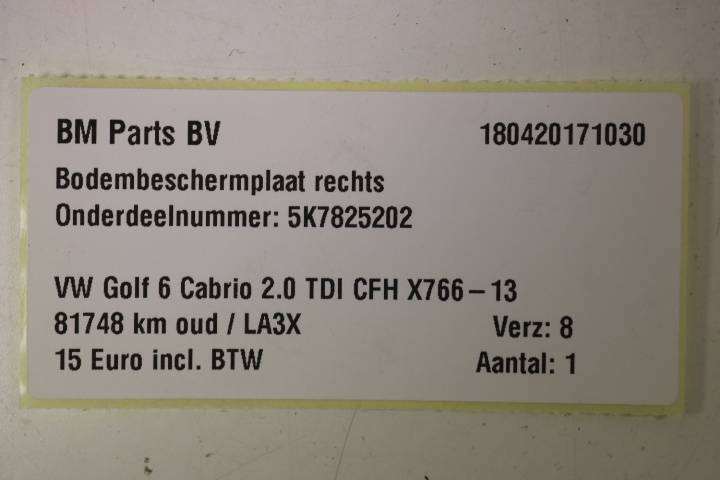 BM Parts BV 180420171030
Bodembeschermplaat rechts
Onderdeelnummer: 5K7825202
VW Golf 6 Cabrio 2.0 TDI CFH X766-13
81748 km oud / LA3X Verz: 8
15 Euro incl. BTW Aantal: 1